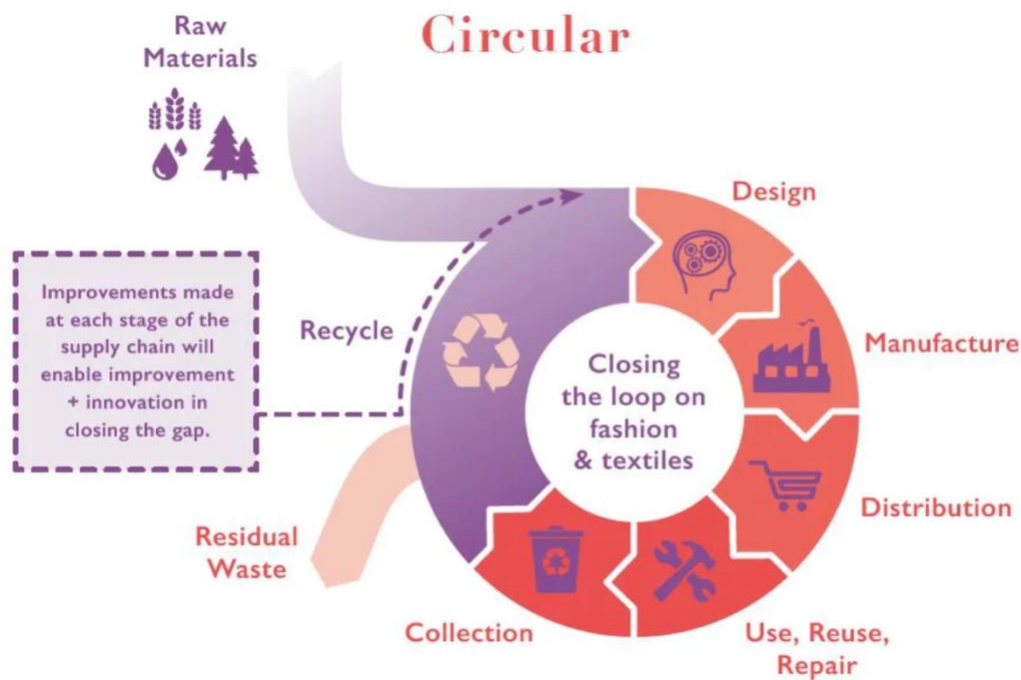 Circular
Raw
Materials
Design
Improvements made
at each stage of the
supply chain will
enable improvement
+ innovation in
closing the gap.
Recycle
Manufacture
Closing
the loop on
fashion
& textiles
Distribution
Residual
Waste
Collection
Use, Reuse,
Repair